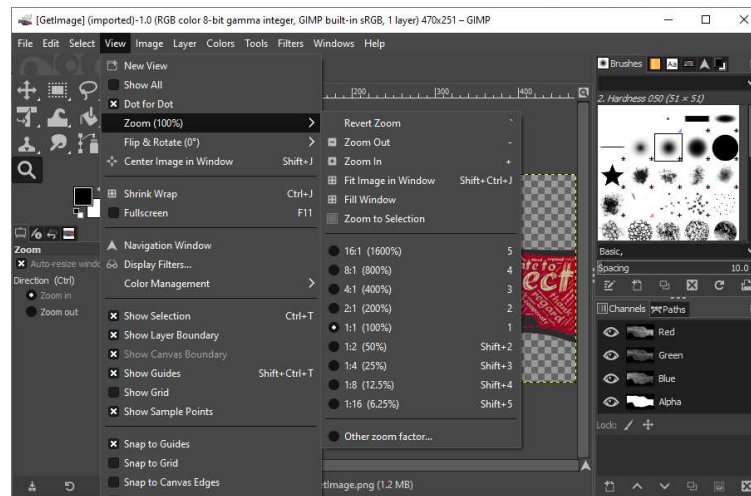 [GetImage] (imported)-1.0 (RGB color 8-bit gamma integer, GIMP built-in sRGB, 1 layer) 470x251 – GIMP
File Edit Select View Image Layer Colors Tools Filters Windows Help
New View
Show All
Dot for Dot
Zoom (100%)
Flip & Rotate (0°)
Center Image in Window Shift+J
Shrink Wrap Ctrl+J
Fullscreen F11
Navigation Window
Display Filters...
Color Management
Show Selection Ctrl+T
Show Layer Boundary
Show Canvas Boundary
Show Guides Shift+Ctrl+T
Show Grid
Show Sample Points
Snap to Guides
Snap to Grid
Snap to Canvas Edges
Revert Zoom `
Zoom Out -
Zoom In +
Fit Image in Window Shift+Ctrl+J
Fill Window
Zoom to Selection
16:1 (1600%) 5
8:1 (800%) 4
4:1 (400%) 3
2:1 (200%) 2
1:1 (100%) 1
1:2 (50%) Shift+2
1:4 (25%) Shift+3
1:8 (12.5%) Shift+4
1:16 (6.25%) Shift+5
Other zoom factor...
Zoom
Auto-resize windo
Direction (Ctrl)
Zoom in
Zoom out
200 300 400
ate to
ect
regard
etImage.png (1.2 MB)
Brushes Aa
2. Hardness 050 (51 × 51)
Basic,
Spacing 10.0
Channels Paths
Red
Green
Blue
Alpha
Lock: